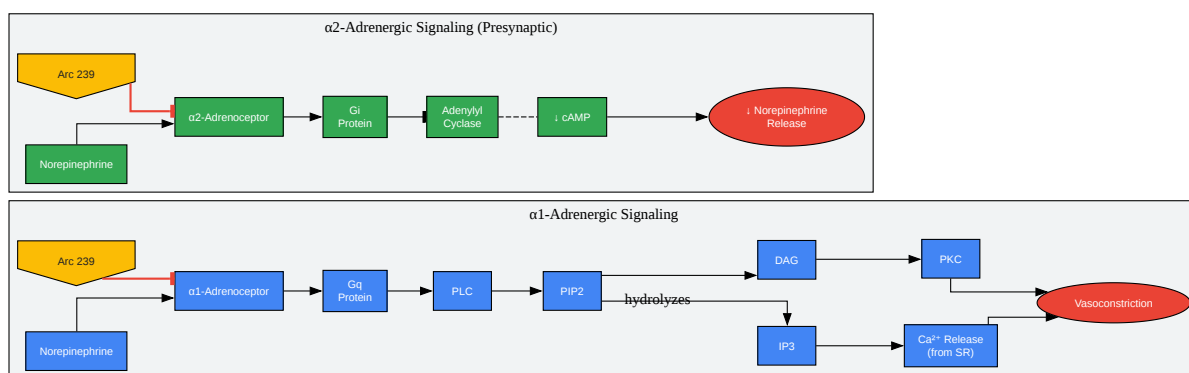 α2-Adrenergic Signaling (Presynaptic)
Arc 239
α2-Adrenoceptor
Gi
Protein
Adenylyl
Cyclase
↓ cAMP
↓ Norepinephrine
Release
Norepinephrine
α1-Adrenergic Signaling
Arc 239
α1-Adrenoceptor
Gq
Protein
PLC
PIP2
hydrolyzes
DAG
PKC
IP3
Ca²⁺ Release
(from SR)
Vasoconstriction
Norepinephrine